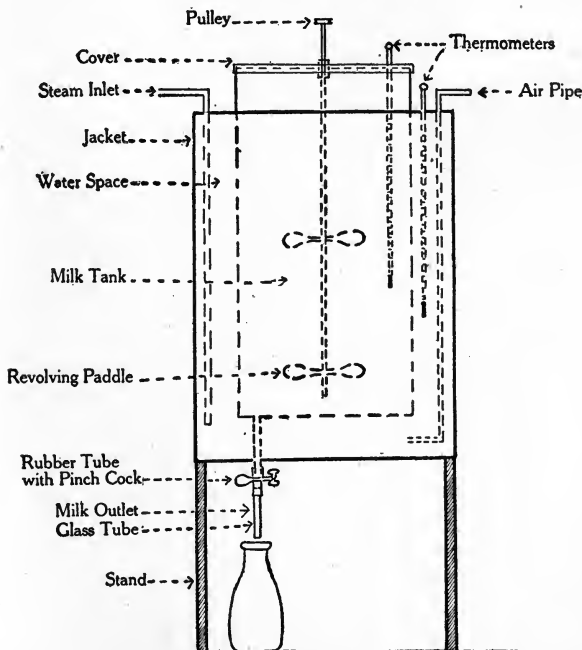 Pulley
Thermometers
Cover
Steam Inlet
Air Pipe
Jacket
Water Space
Milk Tank
Revolving Paddle
Rubber Tube
with Pinch Cock
Milk Outlet
Glass Tube
Stand